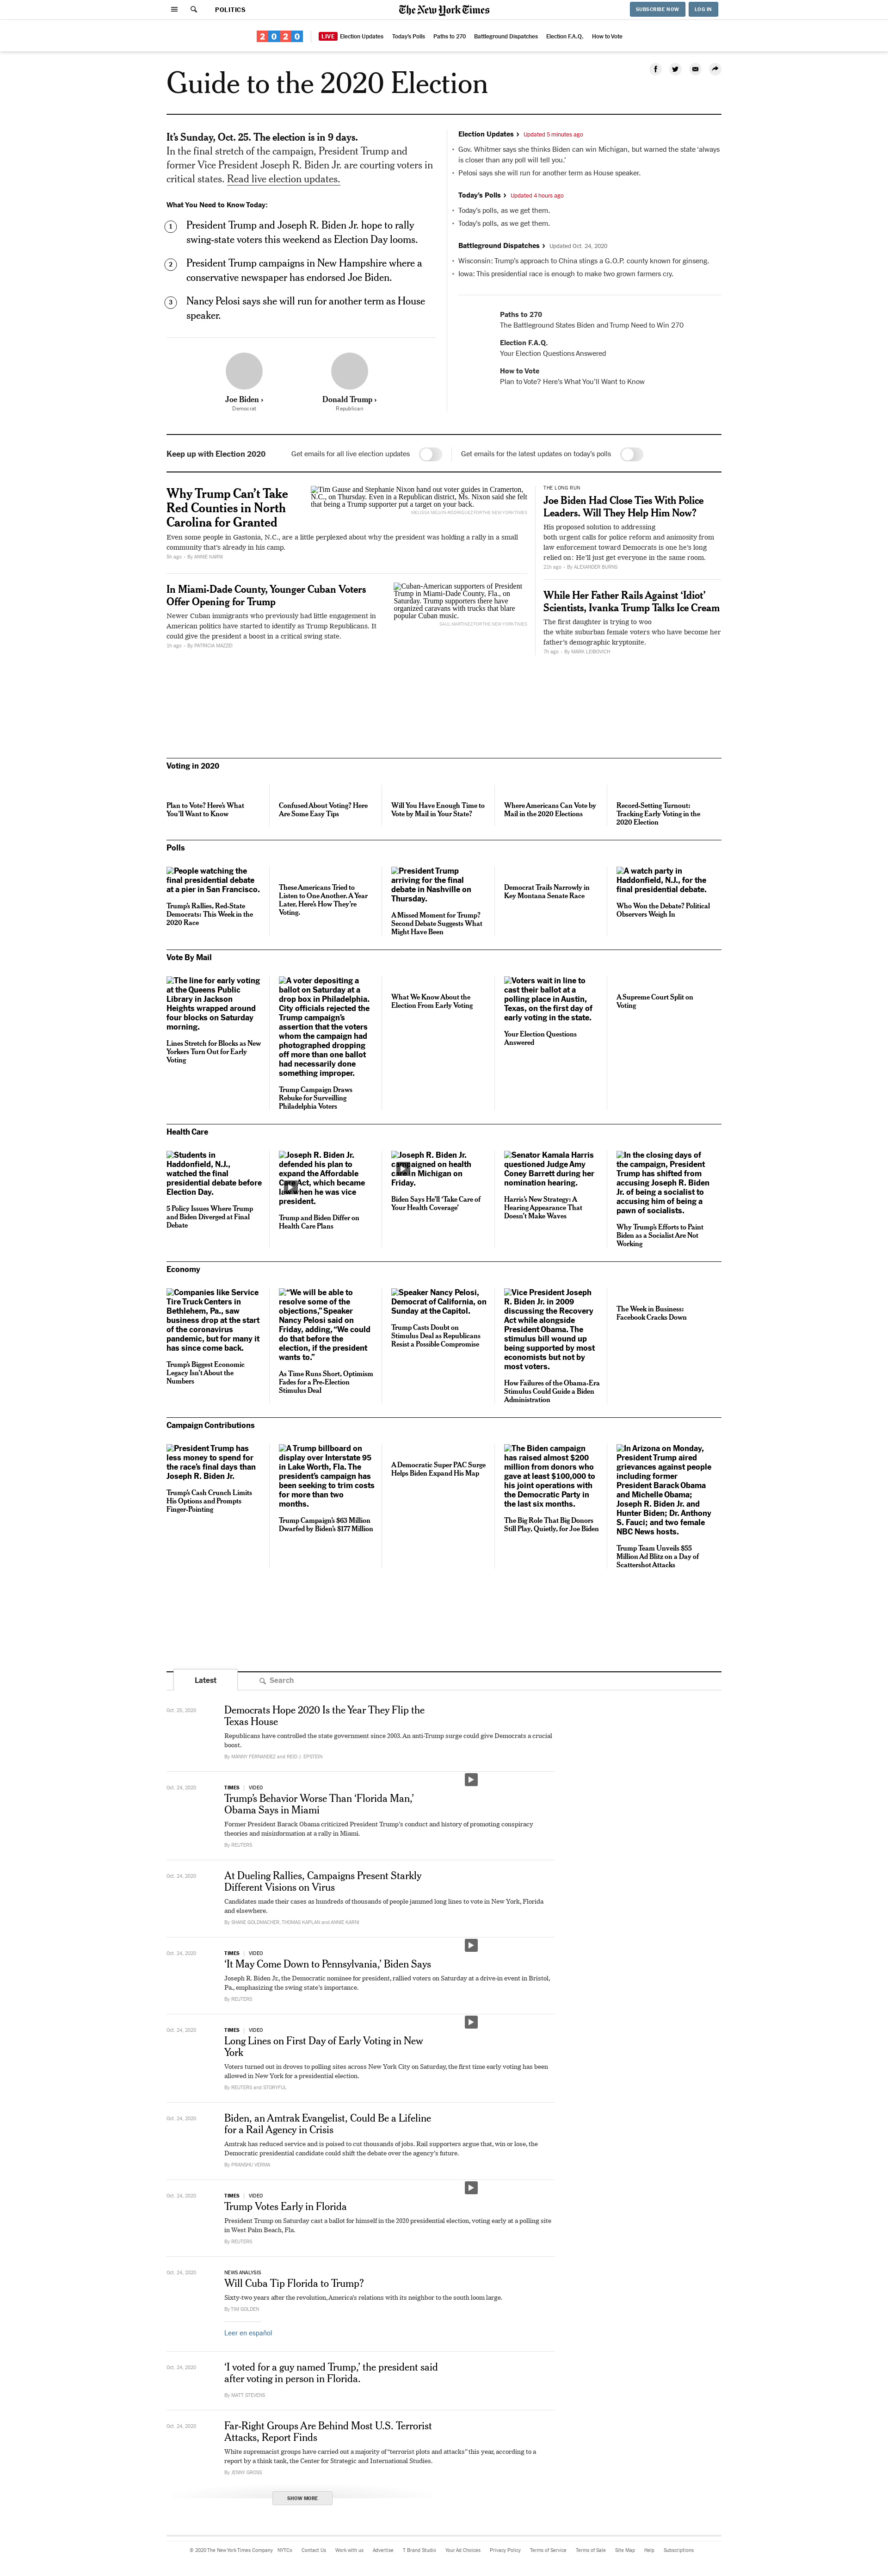 POLITICS
The New York Times
SUBSCRIBE NOW
LOG IN
2020
LIVE Election Updates
Today's Polls
Paths to 270
Battleground Dispatches
Election F.A.Q.
How to Vote
Guide to the 2020 Election
It's Sunday, Oct. 25. The election is in 9 days.
In the final stretch of the campaign, President Trump and
former Vice President Joseph R. Biden Jr. are courting voters in
critical states. Read live election updates.
What You Need to Know Today:
1
President Trump and Joseph R. Biden Jr. hope to rally
swing-state voters this weekend as Election Day looms.
2
President Trump campaigns in New Hampshire where a
conservative newspaper has endorsed Joe Biden.
3
Nancy Pelosi says she will run for another term as House
speaker.
Joe Biden ›
Democrat
Donald Trump ›
Republican
Election Updates › Updated 5 minutes ago
• Gov. Whitmer says she thinks Biden can win Michigan, but warned the state 'always
is closer than any poll will tell you.'
• Pelosi says she will run for another term as House speaker.
Today's Polls › Updated 4 hours ago
• Today's polls, as we get them.
• Today's polls, as we get them.
Battleground Dispatches › Updated Oct. 24, 2020
• Wisconsin: Trump's approach to China stings a G.O.P. county known for ginseng.
• Iowa: This presidential race is enough to make two grown farmers cry.
Paths to 270
The Battleground States Biden and Trump Need to Win 270
Election F.A.Q.
Your Election Questions Answered
How to Vote
Plan to Vote? Here's What You'll Want to Know
Keep up with Election 2020
Get emails for all live election updates
Get emails for the latest updates on today's polls
Why Trump Can't Take
Red Counties in North
Carolina for Granted
Even some people in Gastonia, N.C., are perplexed about why a president was holding a rally in a small
community that's already in his camp.
5h ago • By ANNIE KARNI
Tim Gause and Stephanie Nixon hand out voter guides in Cramerton,
N.C., on Thursday. Even in a Republican district, Ms. Nixon said she felt
that being a Trump supporter put a target on your back.
MELISSA MELVIN-RODRIGUEZ FOR THE NEW YORK TIMES
In Miami-Dade County, Younger Cuban Voters
Offer Opening for Trump
Newer Cuban immigrants who previously had little engagement in
American politics have started to identify as Trump Republicans. It
could give the president a boost in a critical swing state.
1h ago • By PATRICIA MAZZEI
Cuban-American supporters of President
Trump in Miami-Dade County, Fla., on
Saturday. Trump supporters there have
organized caravans with trucks that blare
popular Cuban music.
SAUL MARTINEZ FOR THE NEW YORK TIMES
THE LONG RUN
Joe Biden Had Close Ties With Police
Leaders. Will They Help Him Now?
His proposed solution to addressing
both urgent calls for police reform and animosity from
law enforcement toward Democrats is one he's long
relied on: He'll just get everyone in the same room.
21h ago • By ALEXANDER BURNS
While Her Father Rails Against 'Idiot'
Scientists, Ivanka Trump Talks Ice Cream
The first daughter is trying to woo
the white suburban female voters who have become her
father's demographic kryptonite.
7h ago • By MARK LEIBOVICH
Voting in 2020
Plan to Vote? Here's What
You'll Want to Know
Confused About Voting? Here
Are Some Easy Tips
Will You Have Enough Time to
Vote by Mail in Your State?
Where Americans Can Vote by
Mail in the 2020 Elections
Record-Setting Turnout:
Tracking Early Voting in the
2020 Election
Polls
People watching the
final presidential debate
at a pier in San Francisco.
Trump's Rallies, Red-State
Democrats: This Week in the
2020 Race
These Americans Tried to
Listen to One Another. A Year
Later, Here's How They're
Voting.
President Trump
arriving for the final
debate in Nashville on
Thursday.
A Missed Moment for Trump?
Second Debate Suggests What
Might Have Been
Democrat Trails Narrowly in
Key Montana Senate Race
A watch party in
Haddonfield, N.J., for the
final presidential debate.
Who Won the Debate? Political
Observers Weigh In
Vote By Mail
The line for early voting
at the Queens Public
Library in Jackson
Heights wrapped around
four blocks on Saturday
morning.
Lines Stretch for Blocks as New
Yorkers Turn Out for Early
Voting
A voter depositing a
ballot on Saturday at a
drop box in Philadelphia.
City officials rejected the
Trump campaign's
assertion that the voters
whom the campaign had
photographed dropping
off more than one ballot
had necessarily done
something improper.
Trump Campaign Draws
Rebuke for Surveilling
Philadelphia Voters
What We Know About the
Election From Early Voting
Voters wait in line to
cast their ballot at a
polling place in Austin,
Texas, on the first day of
early voting in the state.
Your Election Questions
Answered
A Supreme Court Split on
Voting
Health Care
Students in
Haddonfield, N.J.,
watched the final
presidential debate before
Election Day.
5 Policy Issues Where Trump
and Biden Diverged at Final
Debate
Joseph R. Biden Jr.
defended his plan to
expand the Affordable
Care Act, which became
law when he was vice
president.
Trump and Biden Differ on
Health Care Plans
Joseph R. Biden Jr.
campaigned on health
care in Michigan on
Friday.
Biden Says He'll 'Take Care of
Your Health Coverage'
Senator Kamala Harris
questioned Judge Amy
Coney Barrett during her
nomination hearing.
Harris's New Strategy: A
Hearing Appearance That
Doesn't Make Waves
In the closing days of
the campaign, President
Trump has shifted from
accusing Joseph R. Biden
Jr. of being a socialist to
accusing him of being a
pawn of socialists.
Why Trump's Efforts to Paint
Biden as a Socialist Are Not
Working
Economy
Companies like Service
Tire Truck Centers in
Bethlehem, Pa., saw
business drop at the start
of the coronavirus
pandemic, but for many it
has since come back.
Trump's Biggest Economic
Legacy Isn't About the
Numbers
"We will be able to
resolve some of the
objections," Speaker
Nancy Pelosi said on
Friday, adding, "We could
do that before the
election, if the president
wants to."
As Time Runs Short, Optimism
Fades for a Pre-Election
Stimulus Deal
Speaker Nancy Pelosi,
Democrat of California, on
Sunday at the Capitol.
Trump Casts Doubt on
Stimulus Deal as Republicans
Resist a Possible Compromise
Vice President Joseph
R. Biden Jr. in 2009
discussing the Recovery
Act while alongside
President Obama. The
stimulus bill wound up
being supported by most
economists but not by
most voters.
How Failures of the Obama-Era
Stimulus Could Guide a Biden
Administration
The Week in Business:
Facebook Cracks Down
Campaign Contributions
President Trump has
less money to spend for
the race's final days than
Joseph R. Biden Jr.
Trump's Cash Crunch Limits
His Options and Prompts
Finger-Pointing
A Trump billboard on
display over Interstate 95
in Lake Worth, Fla. The
president's campaign has
been seeking to trim costs
for more than two
months.
Trump Campaign's $63 Million
Dwarfed by Biden's $177 Million
A Democratic Super PAC Surge
Helps Biden Expand His Map
The Biden campaign
has raised almost $200
million from donors who
gave at least $100,000 to
his joint operations with
the Democratic Party in
the last six months.
The Big Role That Big Donors
Still Play, Quietly, for Joe Biden
In Arizona on Monday,
President Trump aired
grievances against people
including former
President Barack Obama
and Michelle Obama;
Joseph R. Biden Jr. and
Hunter Biden; Dr. Anthony
S. Fauci; and two female
NBC News hosts.
Trump Team Unveils $55
Million Ad Blitz on a Day of
Scattershot Attacks
Latest
Search
Oct. 25, 2020
Democrats Hope 2020 Is the Year They Flip the
Texas House
Republicans have controlled the state government since 2003. An anti-Trump surge could give Democrats a crucial
boost.
By MANNY FERNANDEZ and REID J. EPSTEIN
Oct. 24, 2020
TIMES | VIDEO
Trump's Behavior Worse Than 'Florida Man,'
Obama Says in Miami
Former President Barack Obama criticized President Trump's conduct and history of promoting conspiracy
theories and misinformation at a rally in Miami.
By REUTERS
Oct. 24, 2020
At Dueling Rallies, Campaigns Present Starkly
Different Visions on Virus
Candidates made their cases as hundreds of thousands of people jammed long lines to vote in New York, Florida
and elsewhere.
By SHANE GOLDMACHER, THOMAS KAPLAN and ANNIE KARNI
Oct. 24, 2020
TIMES | VIDEO
'It May Come Down to Pennsylvania,' Biden Says
Joseph R. Biden Jr., the Democratic nominee for president, rallied voters on Saturday at a drive-in event in Bristol,
Pa., emphasizing the swing state's importance.
By REUTERS
Oct. 24, 2020
TIMES | VIDEO
Long Lines on First Day of Early Voting in New
York
Voters turned out in droves to polling sites across New York City on Saturday, the first time early voting has been
allowed in New York for a presidential election.
By REUTERS and STORYFUL
Oct. 24, 2020
Biden, an Amtrak Evangelist, Could Be a Lifeline
for a Rail Agency in Crisis
Amtrak has reduced service and is poised to cut thousands of jobs. Rail supporters argue that, win or lose, the
Democratic presidential candidate could shift the debate over the agency's future.
By PRANSHU VERMA
Oct. 24, 2020
TIMES | VIDEO
Trump Votes Early in Florida
President Trump on Saturday cast a ballot for himself in the 2020 presidential election, voting early at a polling site
in West Palm Beach, Fla.
By REUTERS
Oct. 24, 2020
NEWS ANALYSIS
Will Cuba Tip Florida to Trump?
Sixty-two years after the revolution, America's relations with its neighbor to the south loom large.
By TIM GOLDEN
Leer en español
Oct. 24, 2020
'I voted for a guy named Trump,' the president said
after voting in person in Florida.
By MATT STEVENS
Oct. 24, 2020
Far-Right Groups Are Behind Most U.S. Terrorist
Attacks, Report Finds
White supremacist groups have carried out a majority of "terrorist plots and attacks" this year, according to a
report by a think tank, the Center for Strategic and International Studies.
By JENNY GROSS
SHOW MORE
© 2020 The New York Times Company
NYTCo
Contact Us
Work with us
Advertise
T Brand Studio
Your Ad Choices
Privacy Policy
Terms of Service
Terms of Sale
Site Map
Help
Subscriptions